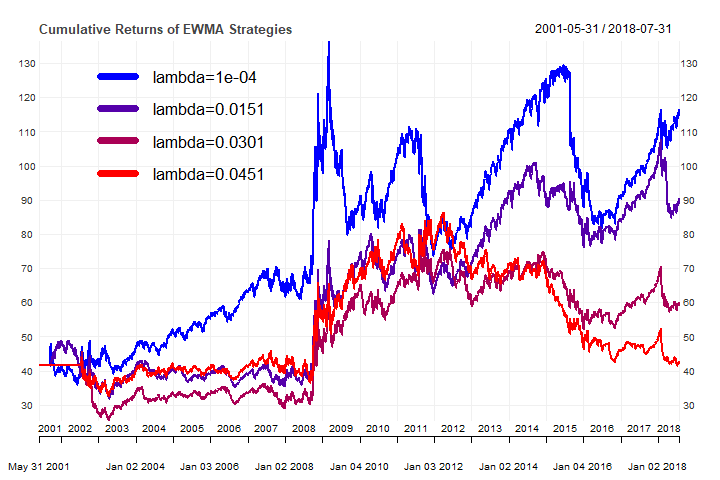 Cumulative Returns of EWMA Strategies
2001-05-31 / 2018-07-31
lambda=1e-04
lambda=0.0151
lambda=0.0301
lambda=0.0451
130 130
120 120
110 110
100 100
90 90
80 80
70 70
60 60
50 50
40 40
30 30
2001 2002 2003 2004 2005 2006 2007 2008 2009 2010 2011 2012 2013 2014 2015 2016 2017 2018
May 31 2001 Jan 02 2004 Jan 03 2006 Jan 02 2008 Jan 04 2010 Jan 03 2012 Jan 02 2014 Jan 04 2016 Jan 02 2018